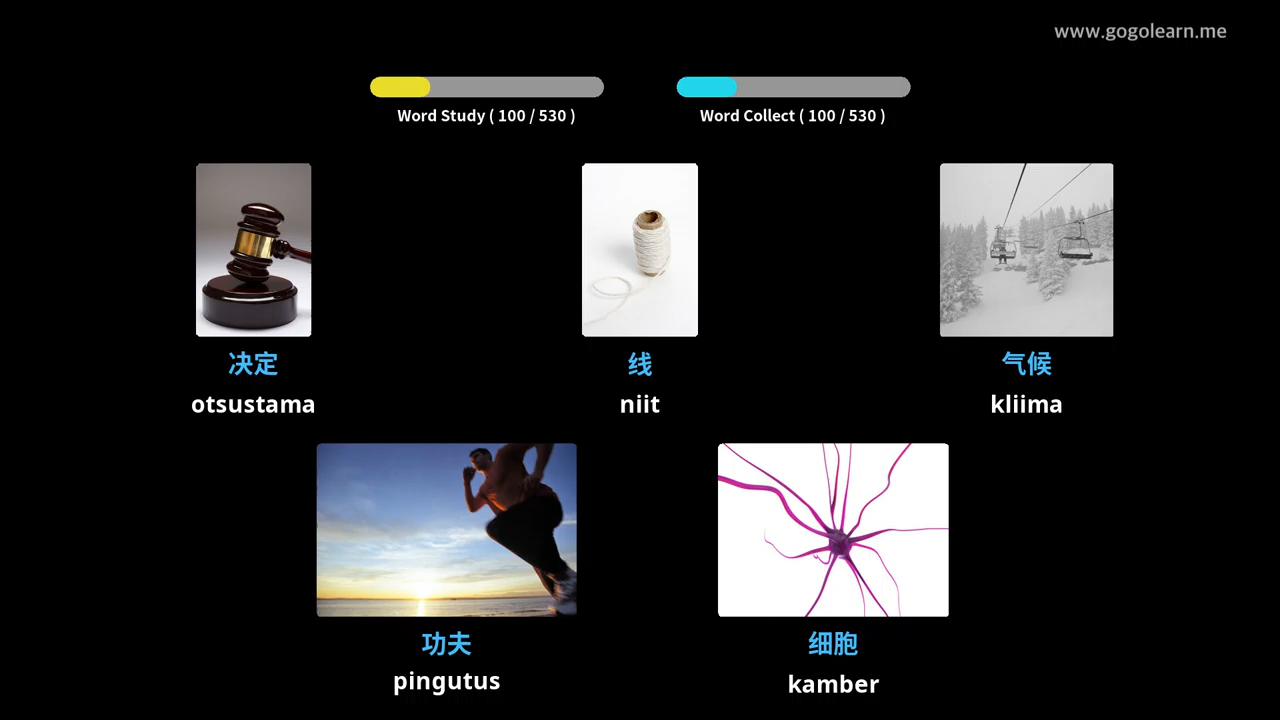 www.gogolearn.me
Word Study ( 100 / 530 )
Word Collect ( 100 / 530 )
决定
线
气候
otsustama
niit
kliima
功夫
细胞
pingutus
kamber